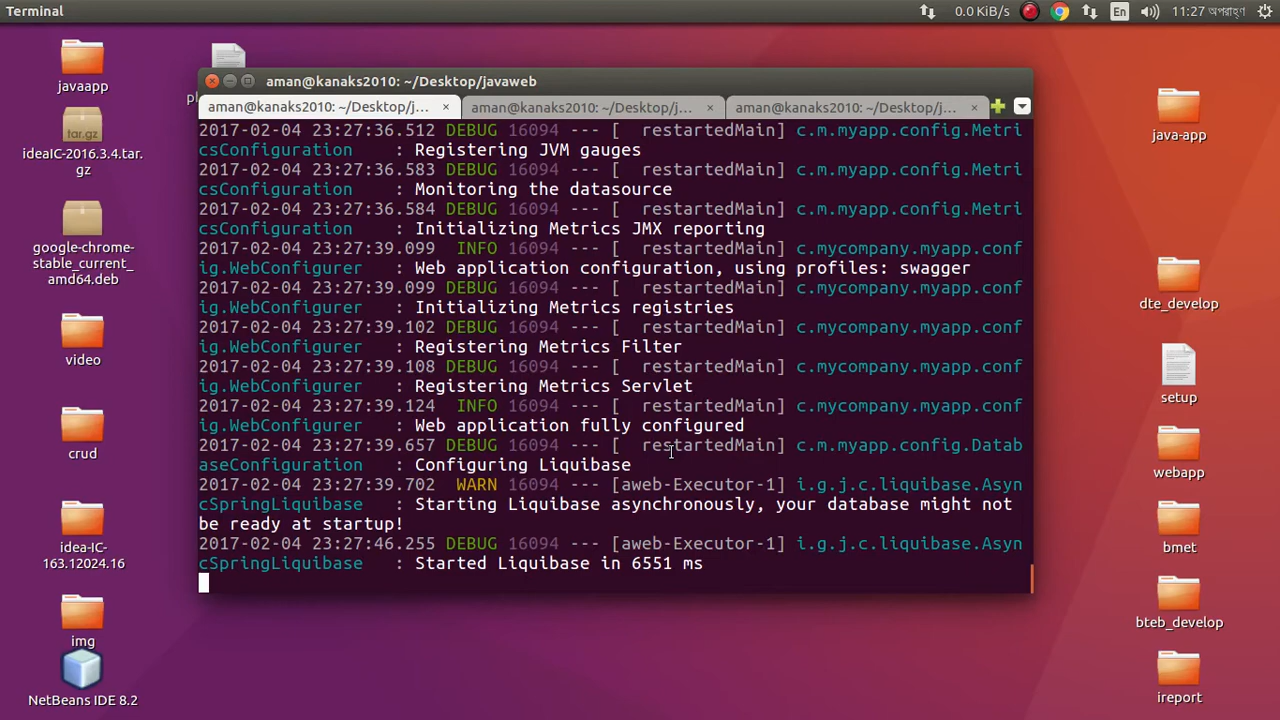 Terminal
0.0 KiB/s
En
11:27 অপরাহ্ণ
javaapp
tar.gz
ideaIC-2016.3.4.tar.
gz
google-chrome-
stable_current_
amd64.deb
video
crud
idea-IC-
163.12024.16
img
NetBeans IDE 8.2
aman@kanaks2010: ~/Desktop/javaweb
aman@kanaks2010: ~/Desktop/j...
aman@kanaks2010: ~/Desktop/j...
aman@kanaks2010: ~/Desktop/j...
2017-02-04 23:27:36.512 DEBUG 16094 --- [  restartedMain] c.m.myapp.config.Metri
csConfiguration    : Registering JVM gauges
2017-02-04 23:27:36.583 DEBUG 16094 --- [  restartedMain] c.m.myapp.config.Metri
csConfiguration    : Monitoring the datasource
2017-02-04 23:27:36.584 DEBUG 16094 --- [  restartedMain] c.m.myapp.config.Metri
csConfiguration    : Initializing Metrics JMX reporting
2017-02-04 23:27:39.099  INFO 16094 --- [  restartedMain] c.mycompany.myapp.conf
ig.WebConfigurer   : Web application configuration, using profiles: swagger
2017-02-04 23:27:39.099 DEBUG 16094 --- [  restartedMain] c.mycompany.myapp.conf
ig.WebConfigurer   : Initializing Metrics registries
2017-02-04 23:27:39.102 DEBUG 16094 --- [  restartedMain] c.mycompany.myapp.conf
ig.WebConfigurer   : Registering Metrics Filter
2017-02-04 23:27:39.108 DEBUG 16094 --- [  restartedMain] c.mycompany.myapp.conf
ig.WebConfigurer   : Registering Metrics Servlet
2017-02-04 23:27:39.124  INFO 16094 --- [  restartedMain] c.mycompany.myapp.conf
ig.WebConfigurer   : Web application fully configured
2017-02-04 23:27:39.657 DEBUG 16094 --- [  restartedMain] c.m.myapp.config.Datab
aseConfiguration   : Configuring Liquibase
2017-02-04 23:27:39.702  WARN 16094 --- [aweb-Executor-1] i.g.j.c.liquibase.Asyn
cSpringLiquibase   : Starting Liquibase asynchronously, your database might not
be ready at startup!
2017-02-04 23:27:46.255 DEBUG 16094 --- [aweb-Executor-1] i.g.j.c.liquibase.Asyn
cSpringLiquibase   : Started Liquibase in 6551 ms
java-app
dte_develop
setup
webapp
bmet
bteb_develop
ireport